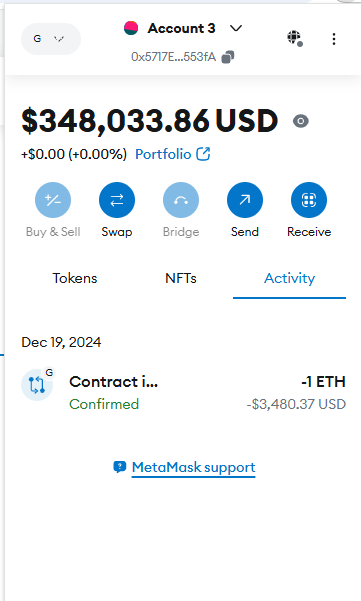 G
Account 3
0x5717E...553fA
$348,033.86 USD
+$0.00 (+0.00%) Portfolio
Buy & Sell Swap Bridge Send Receive
Tokens NFTs Activity
Dec 19, 2024
G
Contract i... -1 ETH
Confirmed -$3,480.37 USD
MetaMask support